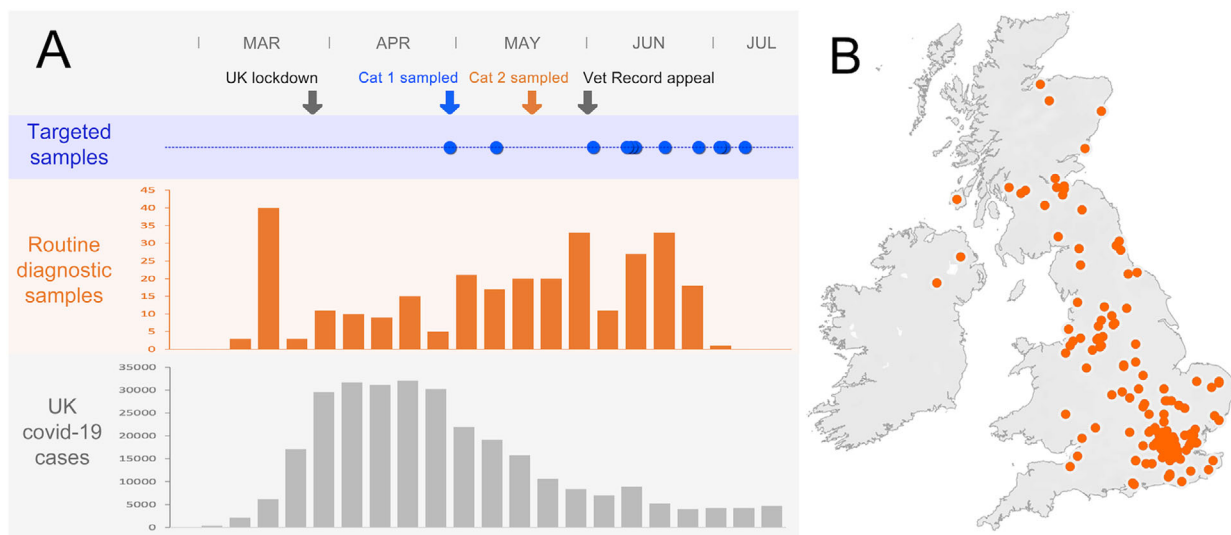 A
MAR APR MAY JUN JUL
UK lockdown Cat 1 sampled Cat 2 sampled Vet Record appeal
Targeted
samples
Routine
diagnostic
samples
45
40
35
30
25
20
15
10
5
0
UK
covid-19
cases
35000
30000
25000
20000
15000
10000
5000
0
B